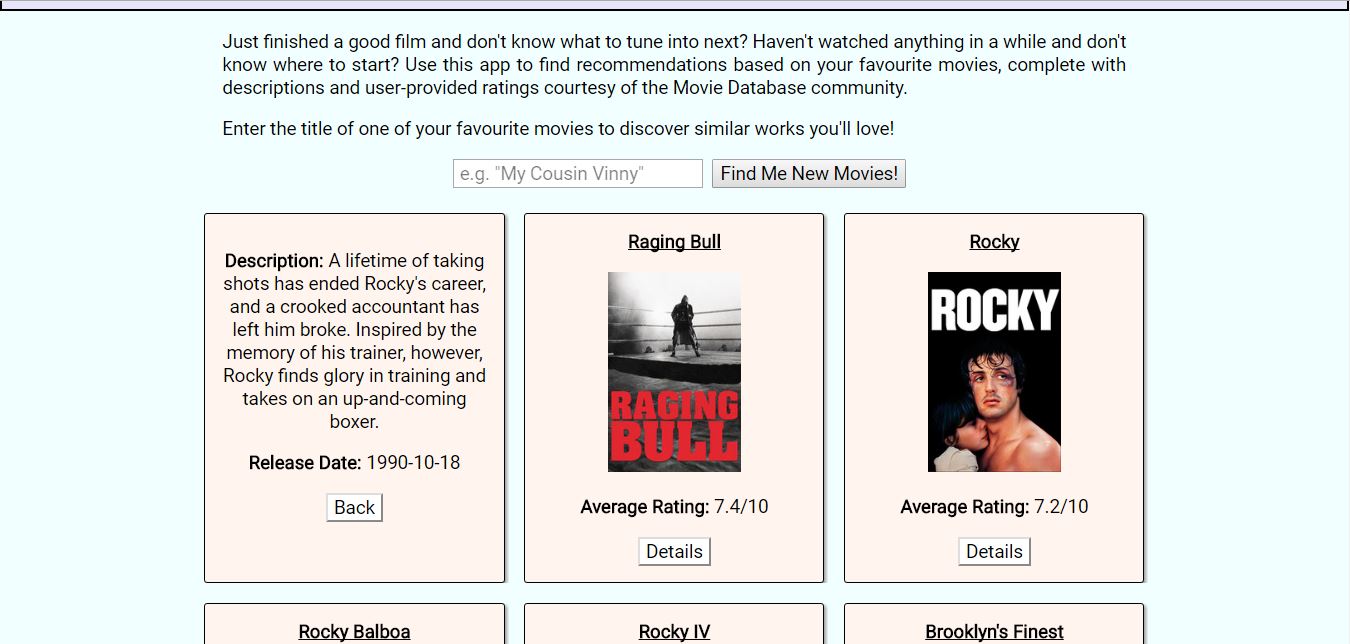 Just finished a good film and don't know what to tune into next? Haven't watched anything in a while and don't
know where to start? Use this app to find recommendations based on your favourite movies, complete with
descriptions and user-provided ratings courtesy of the Movie Database community.
Enter the title of one of your favourite movies to discover similar works you'll love!
e.g. "My Cousin Vinny"
Find Me New Movies!
Description: A lifetime of taking
shots has ended Rocky's career,
and a crooked accountant has
left him broke. Inspired by the
memory of his trainer, however,
Rocky finds glory in training and
takes on an up-and-coming
boxer.
Release Date: 1990-10-18
Back
Raging Bull
RAGING
BULL
Average Rating: 7.4/10
Details
Rocky
ROCKY
Average Rating: 7.2/10
Details
Rocky Balboa
Rocky IV
Brooklyn's Finest